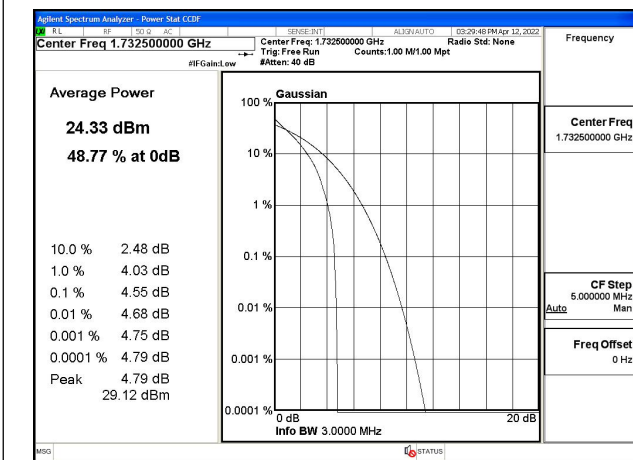 Agilent Spectrum Analyzer - Power Stat CCDF
RL RF 50 Ω AC SENSE:INT ALIGN AUTO 03:29:48 PM Apr 12, 2022
Center Freq 1.732500000 GHz
Center Freq: 1.732500000 GHz Radio Std: None
Trig: Free Run Counts:1.00 M/1.00 Mpt
#IFGain:Low #Atten: 40 dB
Frequency
Average Power
24.33 dBm
48.77 % at 0dB
10.0 % 2.48 dB
1.0 % 4.03 dB
0.1 % 4.55 dB
0.01 % 4.68 dB
0.001 % 4.75 dB
0.0001 % 4.79 dB
Peak 4.79 dB
29.12 dBm
Gaussian
100 %
10 %
1 %
0.1 %
0.01 %
0.001 %
0.0001 %
0 dB 20 dB
Info BW 3.0000 MHz
Center Freq
1.732500000 GHz
CF Step
5.000000 MHz
Auto Man
Freq Offset
0 Hz
MSG STATUS